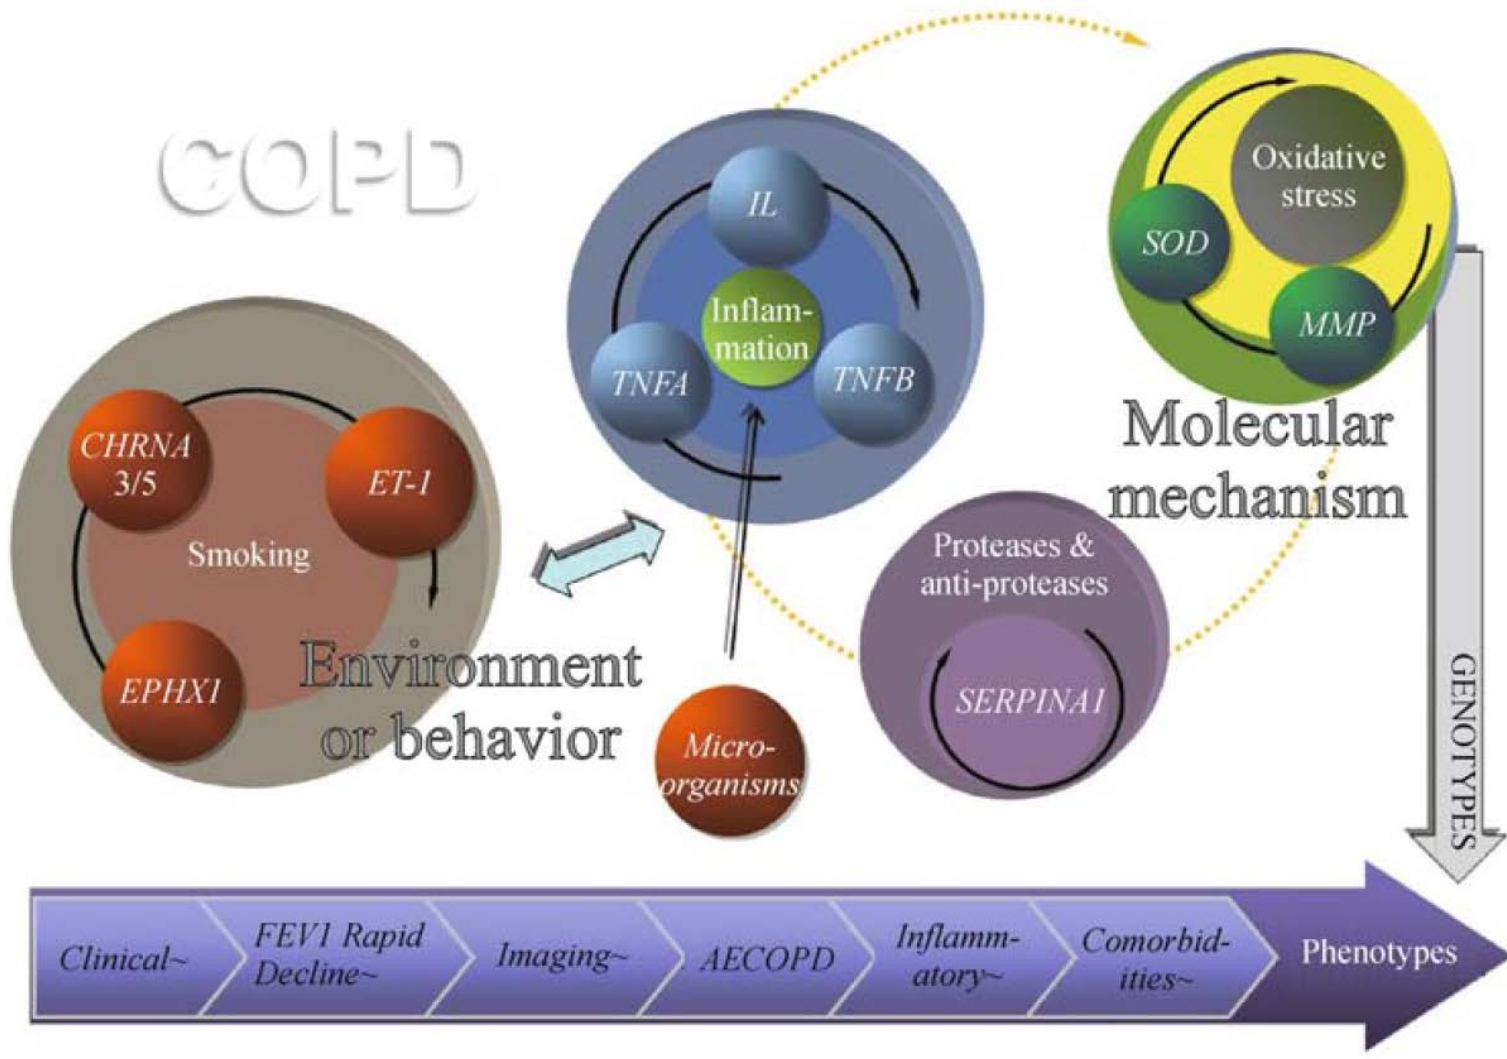 COPD
IL
Inflam-
mation
TNFA
TNFB
Oxidative
stress
SOD
MMP
Molecular
mechanism
CHRNA
3/5
ET-1
Smoking
EPHX1
Environment
or behavior
Micro-
organisms
Proteases &
anti-proteases
SERPINA1
GENOTYPES
Clinical~
FEV1 Rapid
Decline~
Imaging~
AECOPD
Inflamm-
atory~
Comorbid-
ities~
Phenotypes